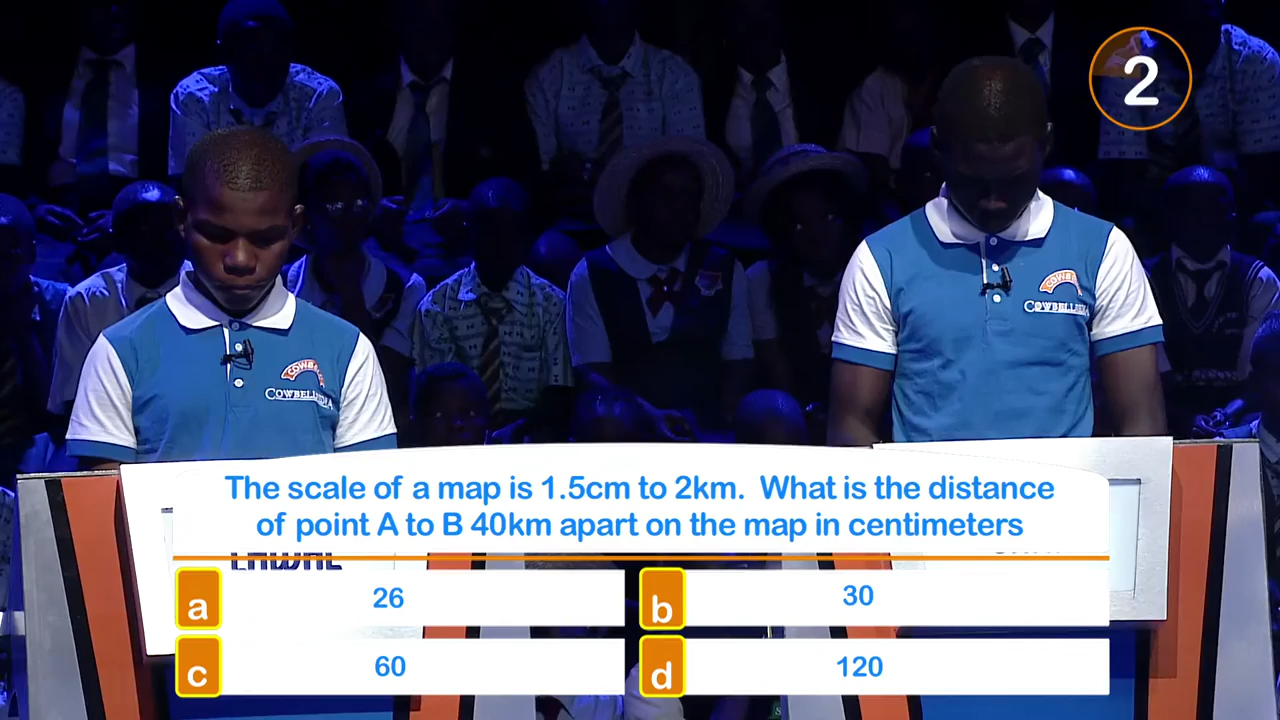 2
COWBELL
COWBELLPEDIA
The scale of a map is 1.5cm to 2km. What is the distance
of point A to B 40km apart on the map in centimeters
a 26
b 30
c 60
d 120